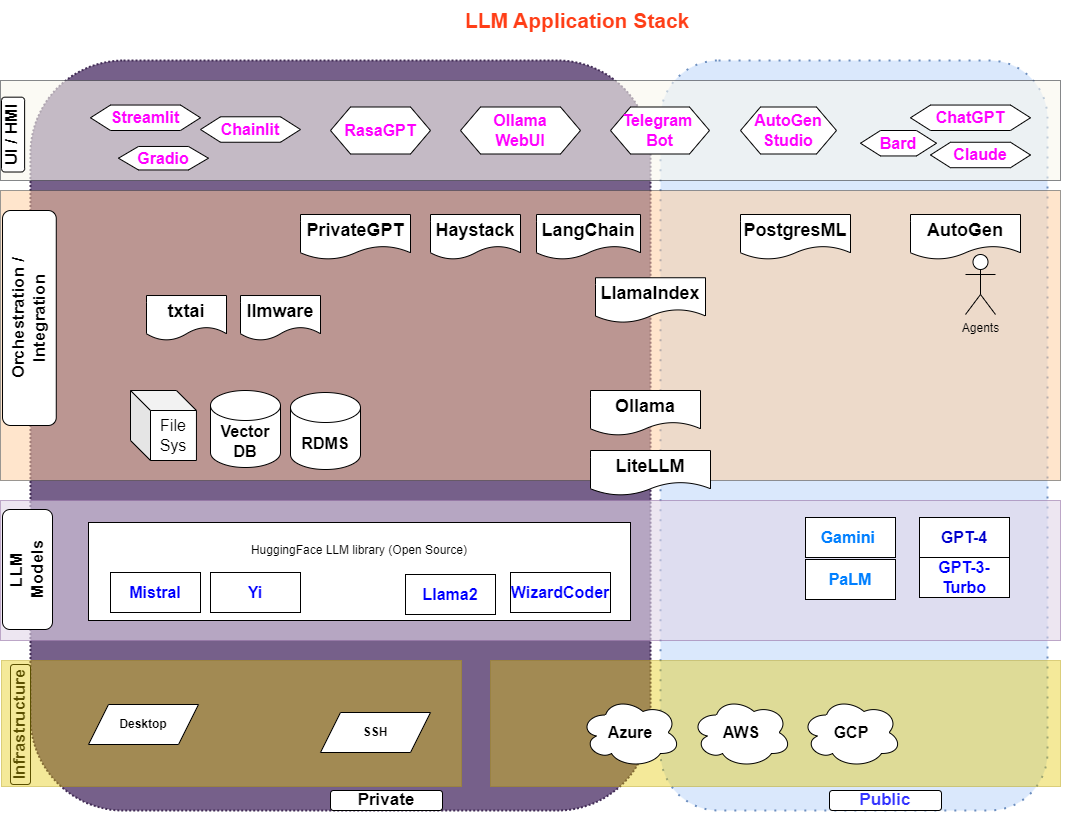 LLM Application Stack
UI / HMI
Streamlit
Chainlit
Gradio
RasaGPT
Ollama
WebUI
Telegram
Bot
AutoGen
Studio
ChatGPT
Bard
Claude
Orchestration /
Integration
PrivateGPT
Haystack
LangChain
PostgresML
AutoGen
LlamaIndex
Agents
txtai
llmware
File
Sys
Vector
DB
RDMS
Ollama
LiteLLM
LLM
Models
HuggingFace LLM library (Open Source)
Mistral
Yi
Llama2
WizardCoder
Gamini
PaLM
GPT-4
GPT-3-
Turbo
Infrastructure
Desktop
SSH
Azure
AWS
GCP
Private
Public